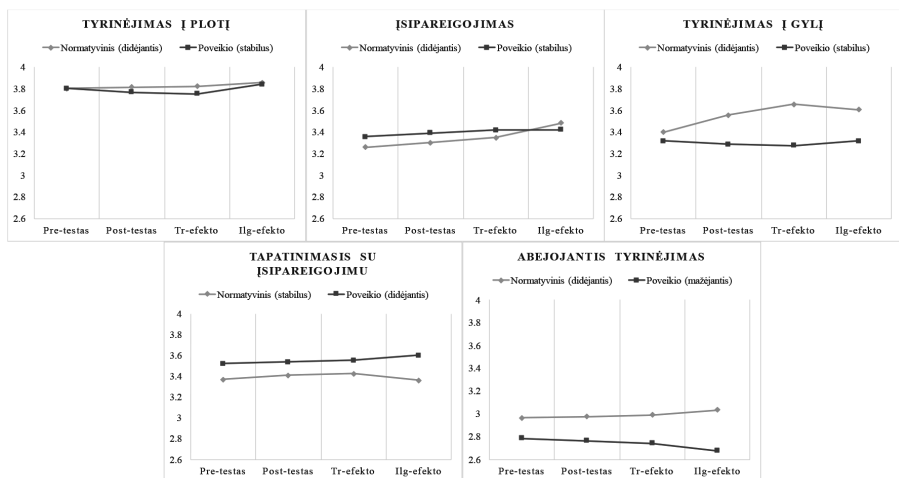 TYRINĖJIMAS Į PLOTĮ
Normatyvinis (didėjantis) Poveikio (stabilus)
4
3.8
3.6
3.4
3.2
3
2.8
2.6
Pre-testas Post-testas Tr-efekto Ilg-efekto
ĮSIPAREIGOJIMAS
Normatyvinis (didėjantis) Poveikio (stabilus)
4
3.8
3.6
3.4
3.2
3
2.8
2.6
Pre-testas Post-testas Tr-efekto Ilg-efekto
TYRINĖJIMAS Į GYLĮ
Normatyvinis (didėjantis) Poveikio (stabilus)
4
3.8
3.6
3.4
3.2
3
2.8
2.6
Pre-testas Post-testas Tr-efekto Ilg-efekto
TAPATINIMASIS SU
ĮSIPAREIGOJIMU
Normatyvinis (stabilus) Poveikio (didėjantis)
4
3.8
3.6
3.4
3.2
3
2.8
2.6
Pre-testas Post-testas Tr-efekto Ilg-efekto
ABEJOJANTIS TYRINĖJIMAS
Normatyvinis (didėjantis) Poveikio (mažėjantis)
4
3.8
3.6
3.4
3.2
3
2.8
2.6
Pre-testas Post-testas Tr-efekto Ilg-efekto